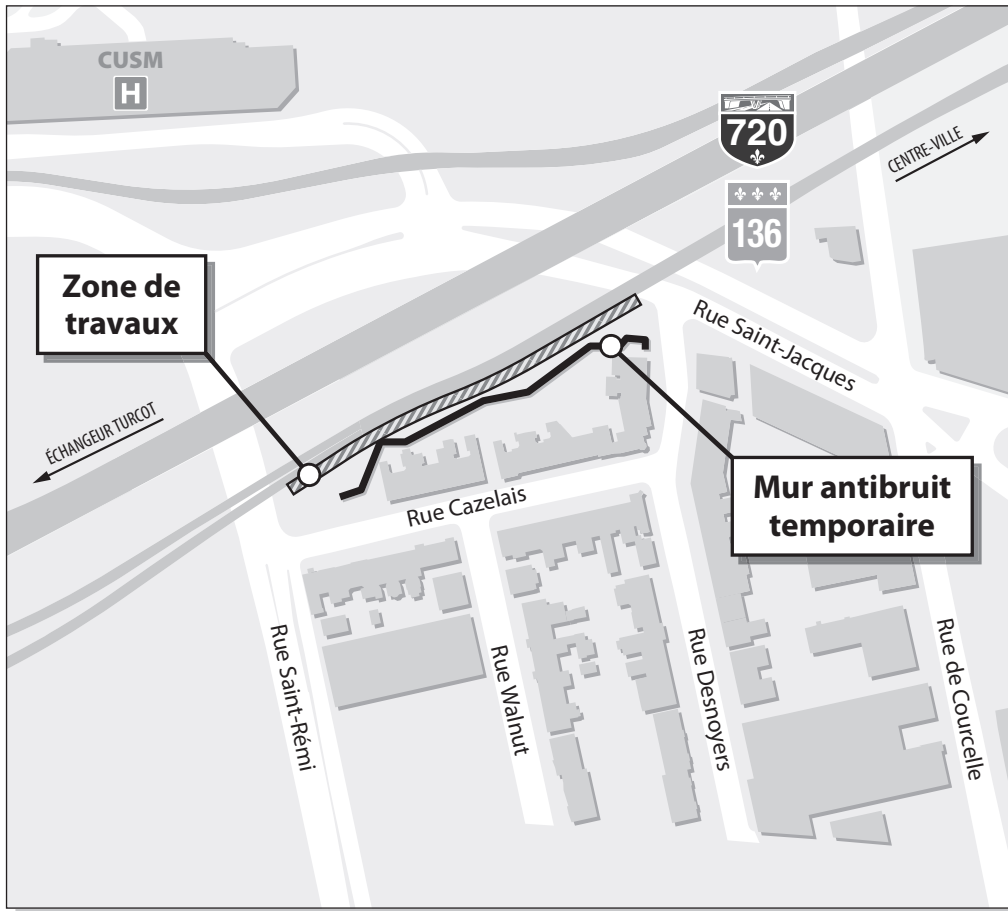 CUSM
H
720
136
CENTRE-VILLE
Zone de
travaux
Rue Saint-Jacques
ÉCHANGEUR TURCOT
Mur antibruit
temporaire
Rue Cazelais
Rue Saint-Rémi
Rue Walnut
Rue Desnoyers
Rue de Courcelle